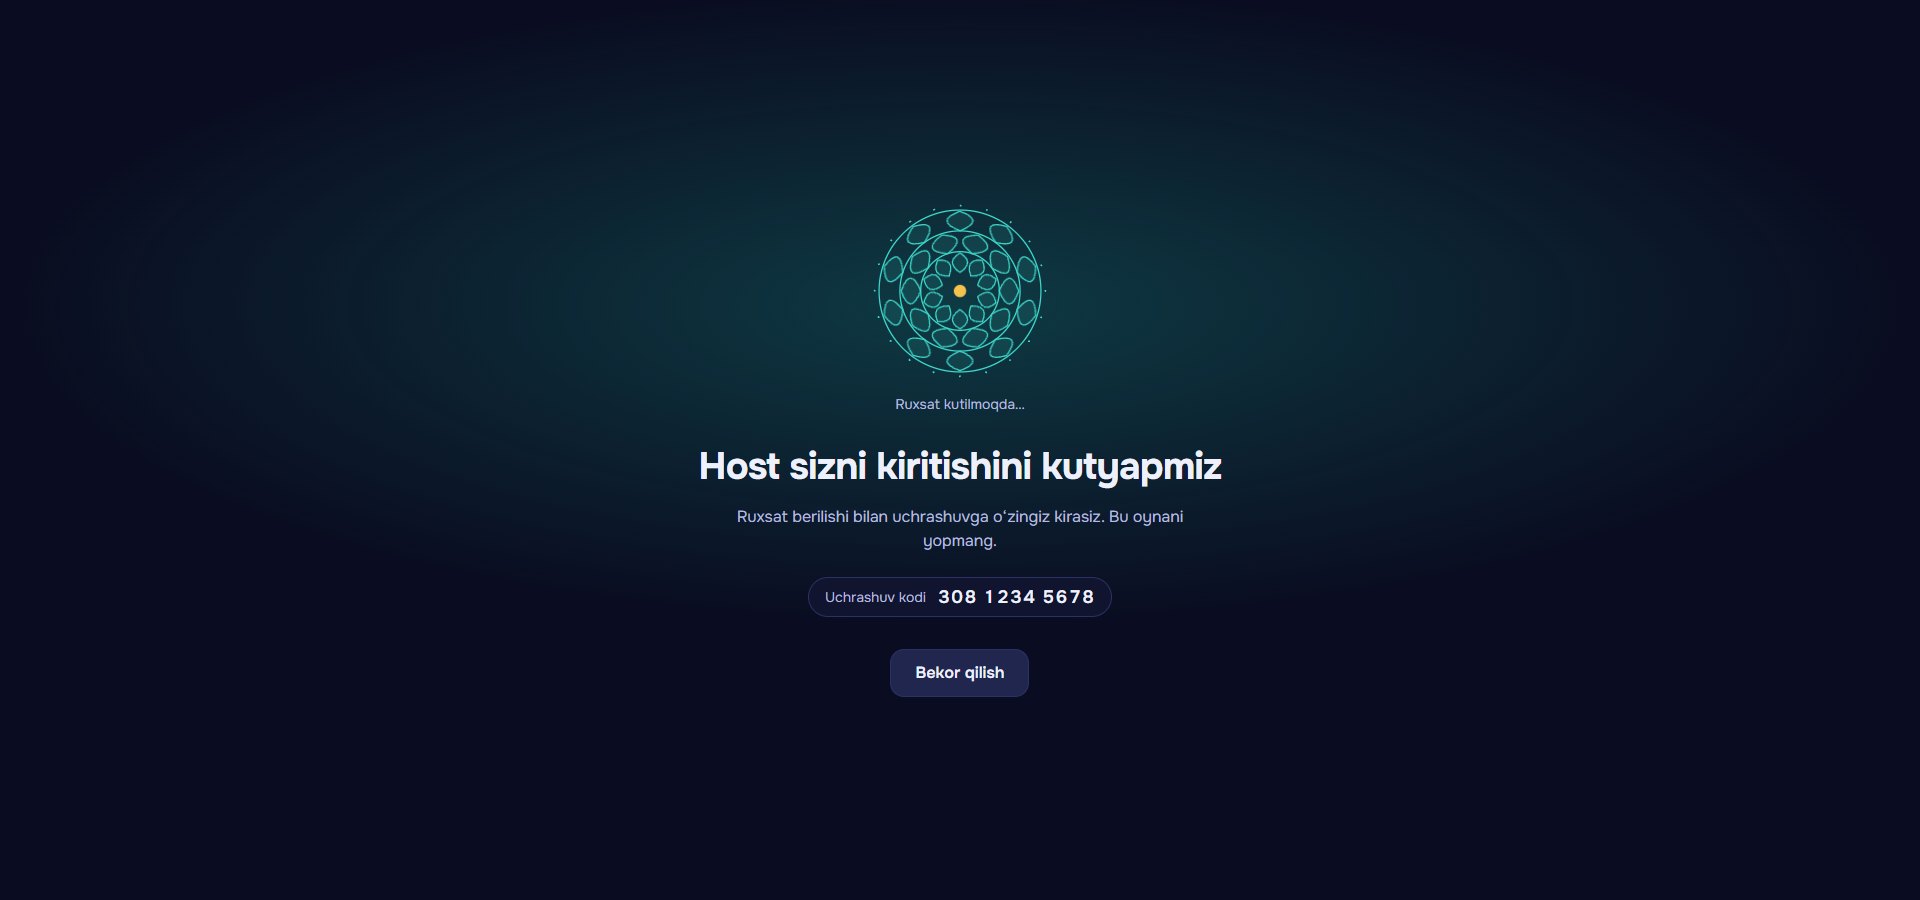 Ruxsat kutilmoqda...
Host sizni kiritishini kutyapmiz
Ruxsat berilishi bilan uchrashuvga oʻzingiz kirasiz. Bu oynani
yopmang.
Uchrashuv kodi 308 1234 5678
Bekor qilish